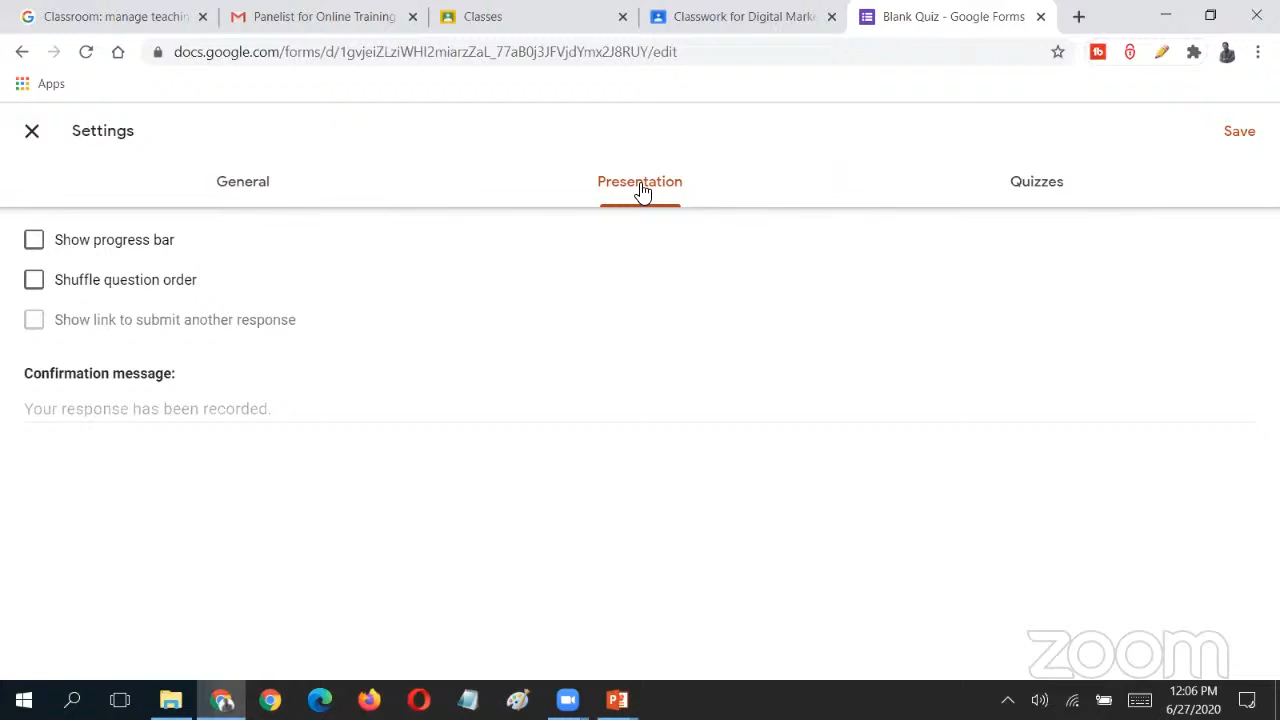 Classroom: manage teachin
Panelist for Online Training
Classes
Classwork for Digital Mark
Blank Quiz - Google Forms
docs.google.com/forms/d/1gvjeiZLziWHl2miarzZaL_77aB0j3JFVjdYmx2J8RUY/edit
Apps
Settings
Save
General
Presentation
Quizzes
Show progress bar
Shuffle question order
Show link to submit another response
Confirmation message:
Your response has been recorded.
zoom
12:06 PM
6/27/2020